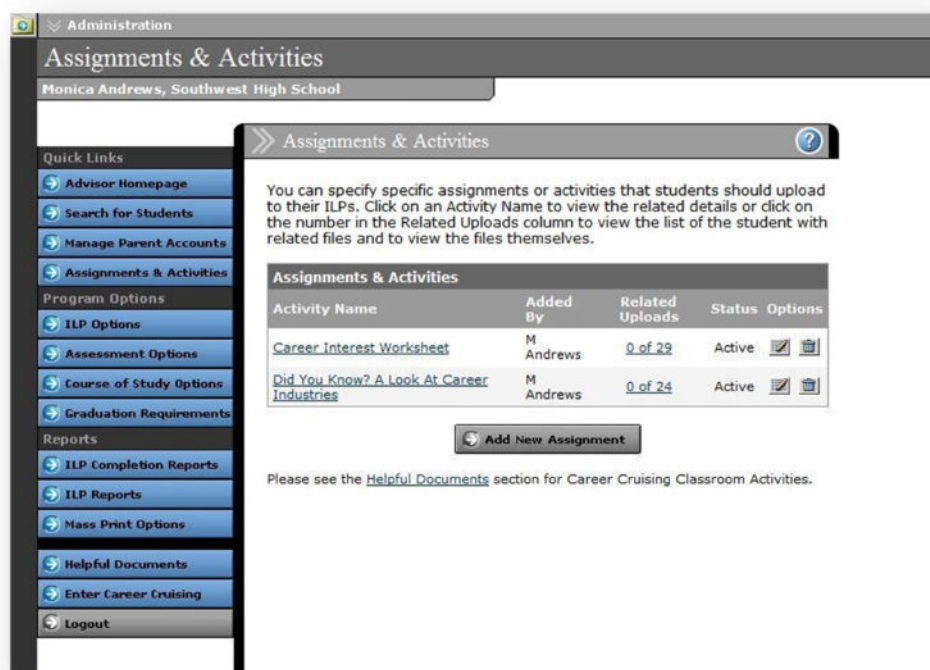 Administration
Assignments & Activities
Monica Andrews, Southwest High School
Quick Links
Advisor Homepage
Search for Students
Manage Parent Accounts
Assignments & Activities
Program Options
ILP Options
Assessment Options
Course of Study Options
Graduation Requirements
Reports
ILP Completion Reports
ILP Reports
Mass Print Options
Helpful Documents
Enter Career Cruising
Logout
Assignments & Activities
?
You can specify specific assignments or activities that students should upload
to their ILPs. Click on an Activity Name to view the related details or click on
the number in the Related Uploads column to view the list of the student with
related files and to view the files themselves.
Assignments & Activities
Activity Name Added By Related Uploads Status Options
Career Interest Worksheet M Andrews 0 of 29 Active
Did You Know? A Look At Career Industries M Andrews 0 of 24 Active
Add New Assignment
Please see the Helpful Documents section for Career Cruising Classroom Activities.